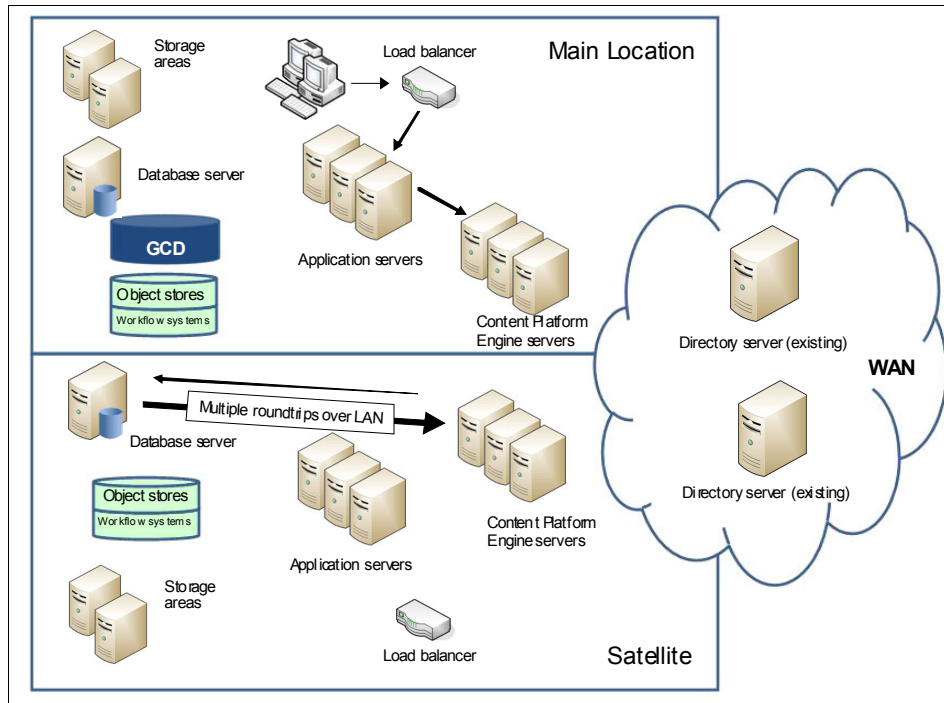 Storage
areas
Load balancer
Main Location
Database server
GCD
Object stores
Workflow systems
Application servers
Content Platform
Engine servers
Directory server (existing)
WAN
Multiple roundtrips over LAN
Database server
Directory server (existing)
Object stores
Workflow systems
Content Platform
Engine servers
Application servers
Storage
areas
Load balancer
Satellite